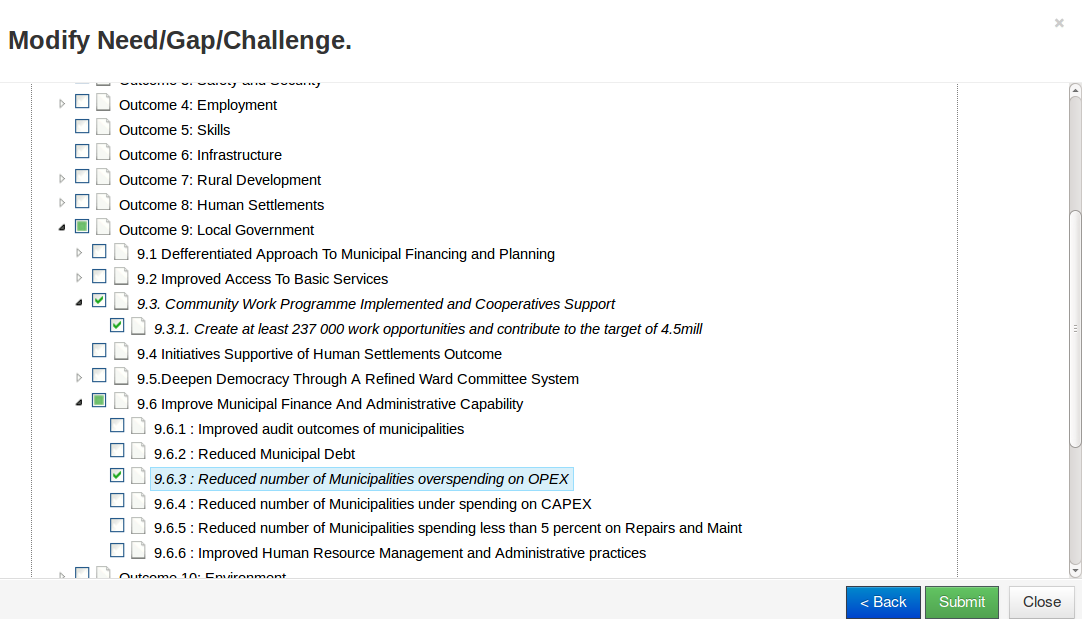 ×
Modify Need/Gap/Challenge.
Outcome 3: Safety and Security
Outcome 4: Employment
Outcome 5: Skills
Outcome 6: Infrastructure
Outcome 7: Rural Development
Outcome 8: Human Settlements
Outcome 9: Local Government
9.1 Defferentiated Approach To Municipal Financing and Planning
9.2 Improved Access To Basic Services
9.3. Community Work Programme Implemented and Cooperatives Support
9.3.1. Create at least 237 000 work opportunities and contribute to the target of 4.5mill
9.4 Initiatives Supportive of Human Settlements Outcome
9.5.Deepen Democracy Through A Refined Ward Committee System
9.6 Improve Municipal Finance And Administrative Capability
9.6.1 : Improved audit outcomes of municipalities
9.6.2 : Reduced Municipal Debt
9.6.3 : Reduced number of Municipalities overspending on OPEX
9.6.4 : Reduced number of Municipalities under spending on CAPEX
9.6.5 : Reduced number of Municipalities spending less than 5 percent on Repairs and Maint
9.6.6 : Improved Human Resource Management and Administrative practices
Outcome 10: Environment
< Back Submit Close